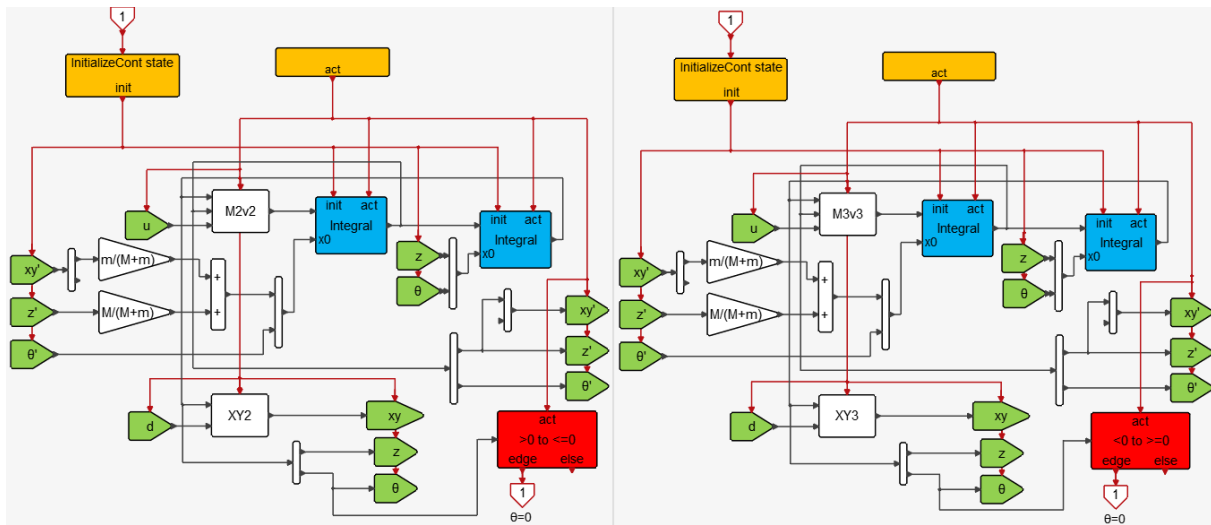 1
InitializeCont state
init
act
M2v2
u
init act
Integral
x0
init act
Integral
x0
xy'
m/(M+m)
+
+
z
θ
z'
M/(M+m)
θ'
xy'
z'
θ'
d
XY2
xy
z
θ
act
>0 to <=0
edge else
1
θ=0
1
InitializeCont state
init
act
M3v3
u
init act
Integral
x0
init act
Integral
x0
xy'
m/(M+m)
+
+
z
θ
z'
M/(M+m)
θ'
xy'
z'
θ'
d
XY3
xy
z
θ
act
<0 to >=0
edge else
1
θ=0